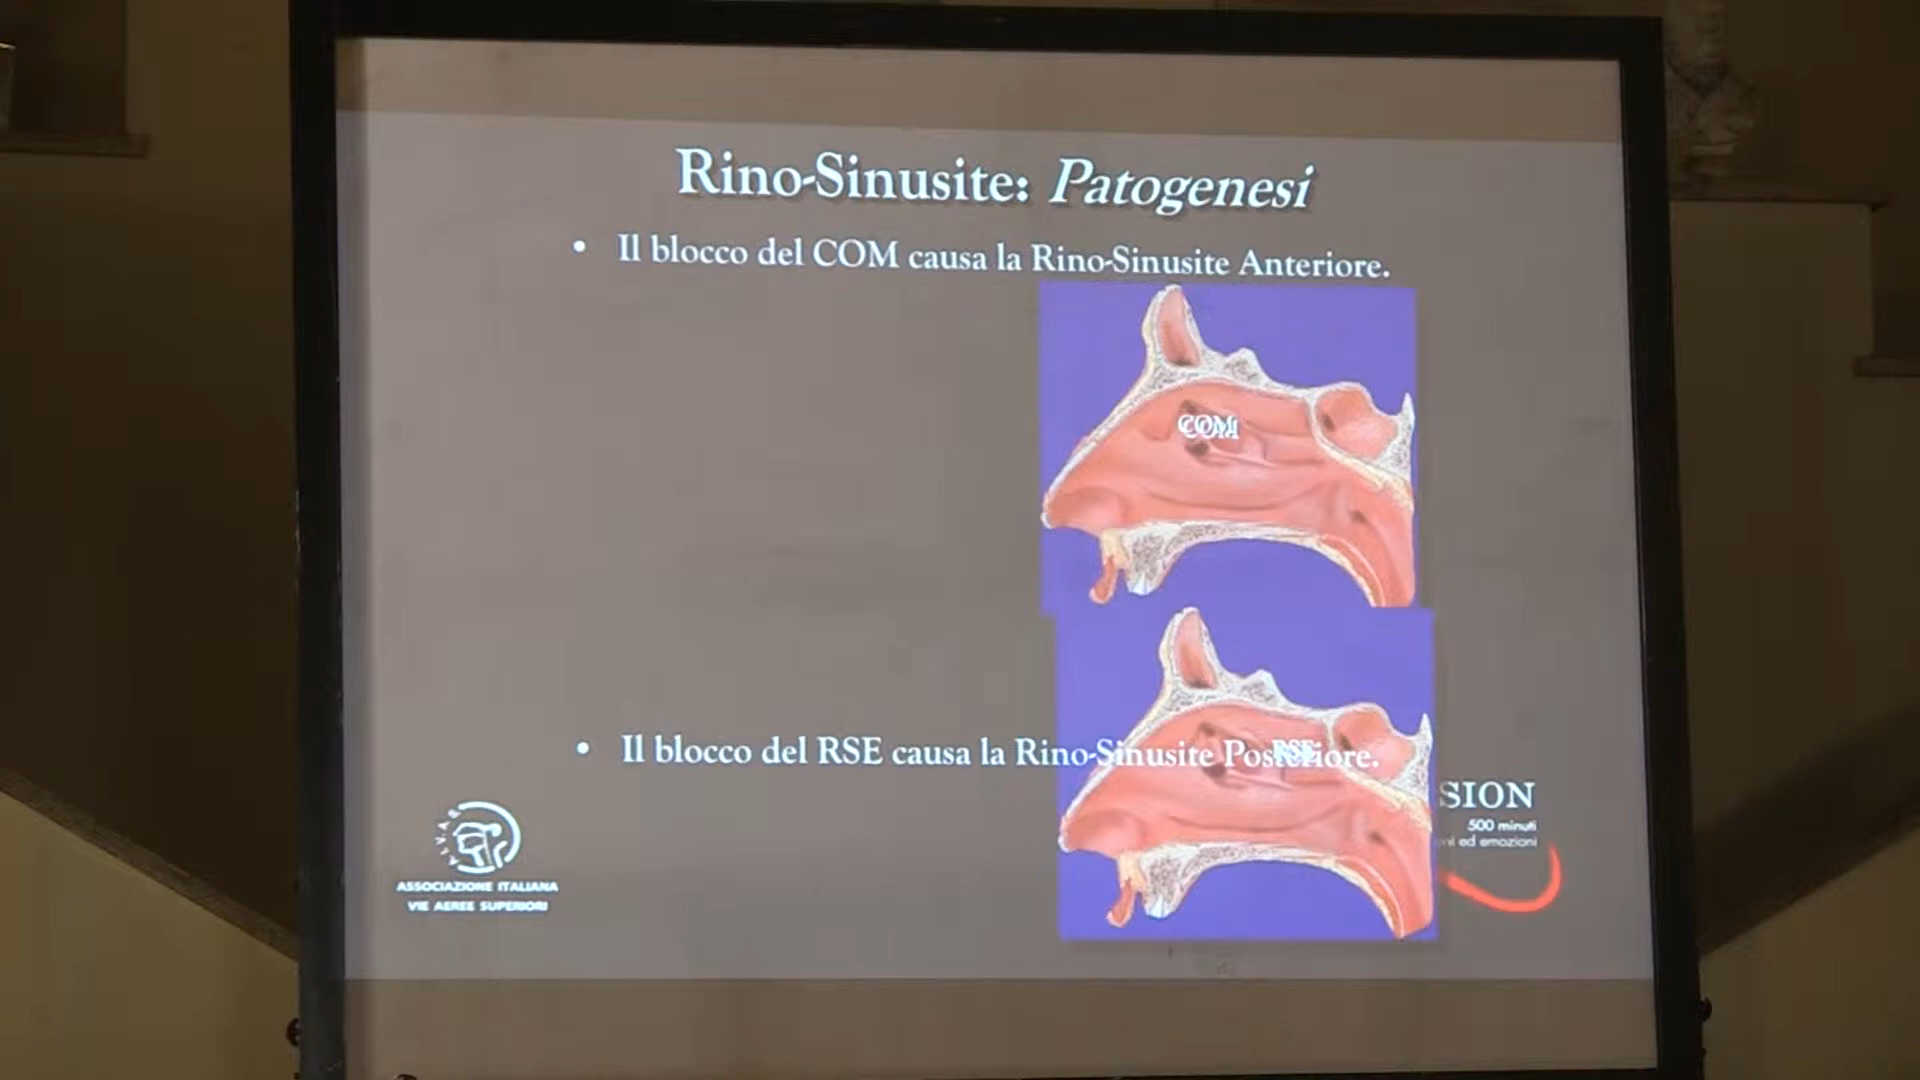 Rino-Sinusite: Patogenesi
• Il blocco del COM causa la Rino-Sinusite Anteriore.
COM
• Il blocco del RSE causa la Rino-Sinusite Posteriore.
RSE
SION
500 minuti
ni ed emozioni
A.I.V.A.S.
ASSOCIAZIONE ITALIANA
VIE AEREE SUPERIORI